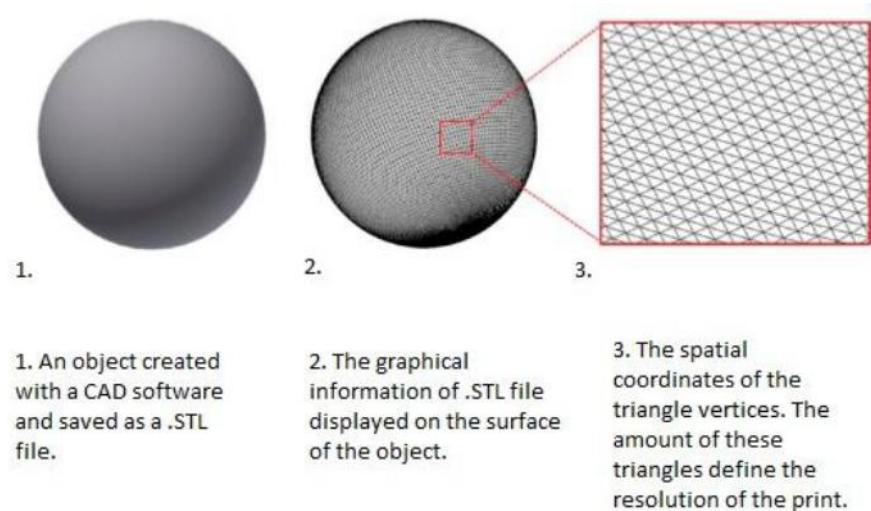 1.
2.
3.
1. An object created
with a CAD software
and saved as a .STL
file.
2. The graphical
information of .STL file
displayed on the surface
of the object.
3. The spatial
coordinates of the
triangle vertices. The
amount of these
triangles define the
resolution of the print.